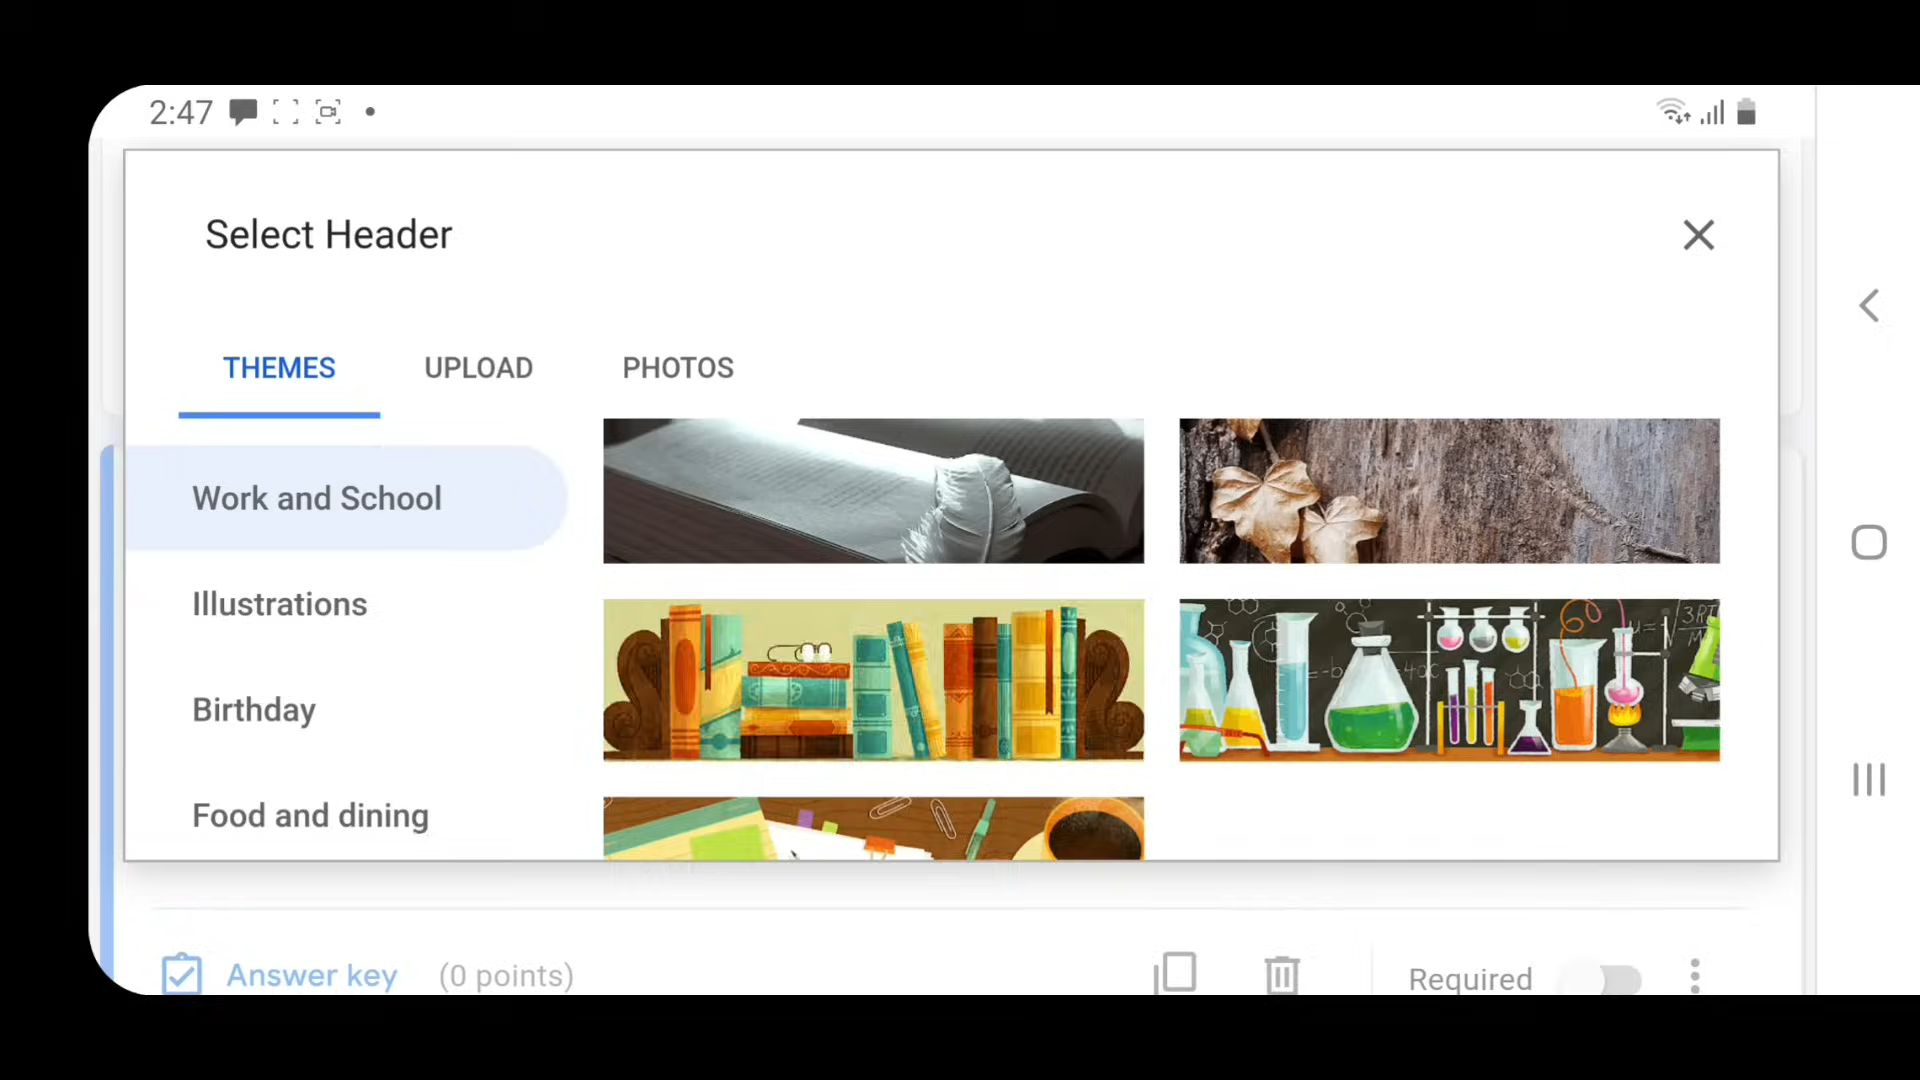 2:47
Select Header
THEMES
UPLOAD
PHOTOS
Work and School
Illustrations
Birthday
Food and dining
Answer key
(0 points)
Required